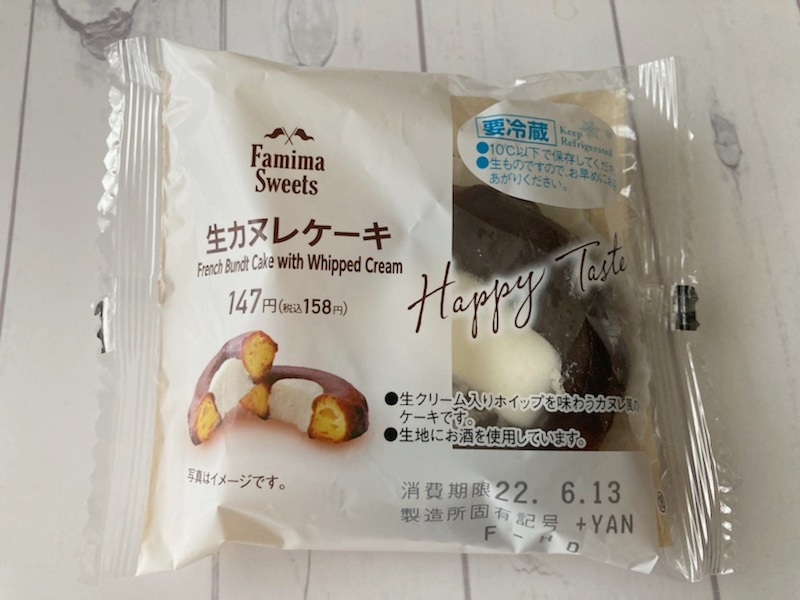 要冷蔵
Keep
Refrigerated
●10℃以下で保存してくだ
●生ものですので、お早めに
あがりください。
Famima
Sweets
生カヌレケーキ
French Bundt Cake with Whipped Cream
147円(税込158円)
Happy Taste
●生クリーム入りホイップを味わうカヌレ風の
ケーキです。
●生地にお酒を使用しています。
写真はイメージです。
消費期限22. 6.13
製造所固有記号 +YAN